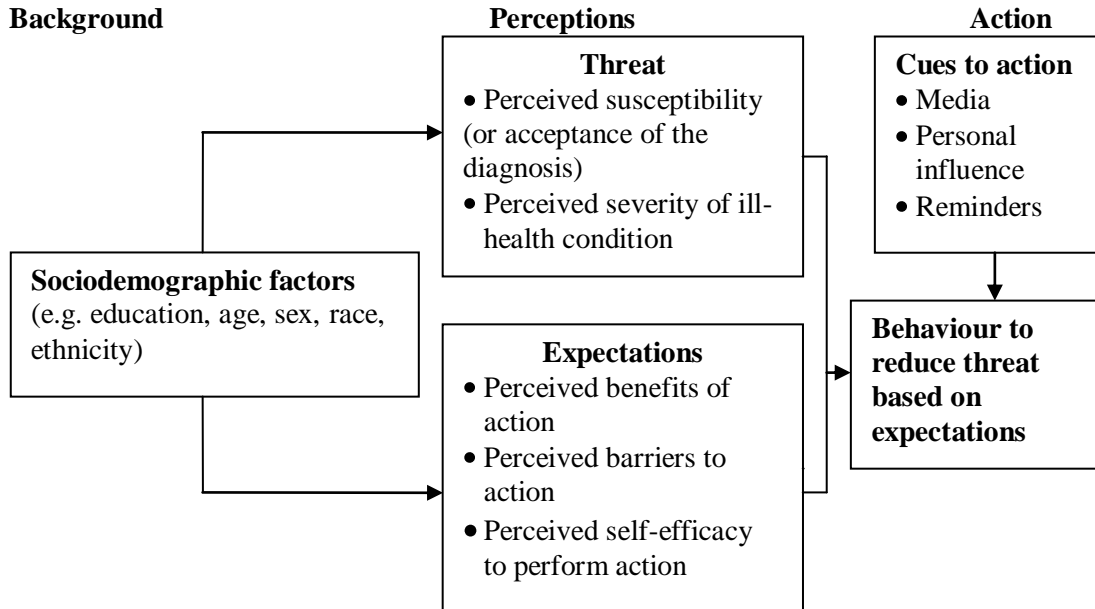 Background
Perceptions
Action
Threat
• Perceived susceptibility
(or acceptance of the
diagnosis)
• Perceived severity of ill-
health condition
Cues to action
• Media
• Personal
influence
• Reminders
Sociodemographic factors
(e.g. education, age, sex, race,
ethnicity)
Expectations
• Perceived benefits of
action
• Perceived barriers to
action
• Perceived self-efficacy
to perform action
Behaviour to
reduce threat
based on
expectations